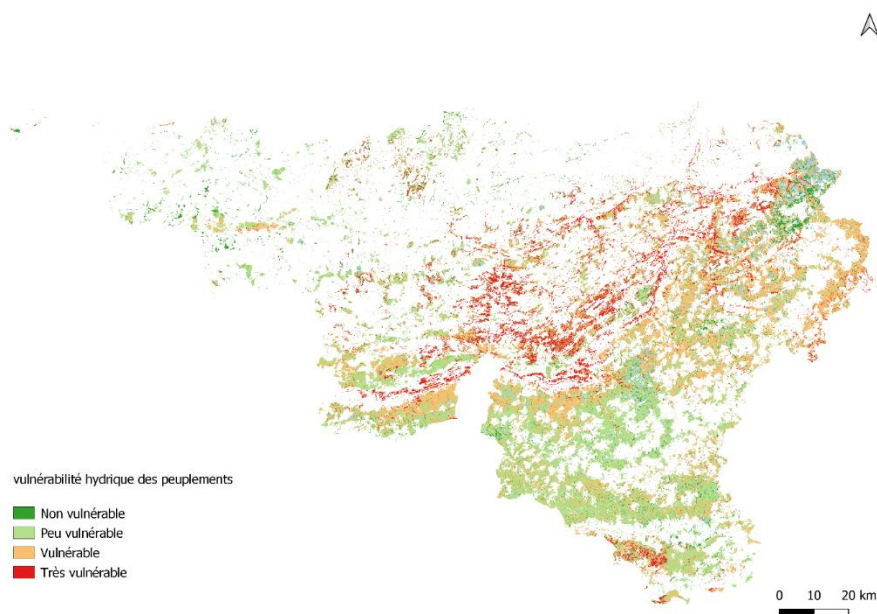 vulnérabilité hydrique des peuplements
Non vulnérable
Peu vulnérable
Vulnérable
Très vulnérable
0 10 20 km